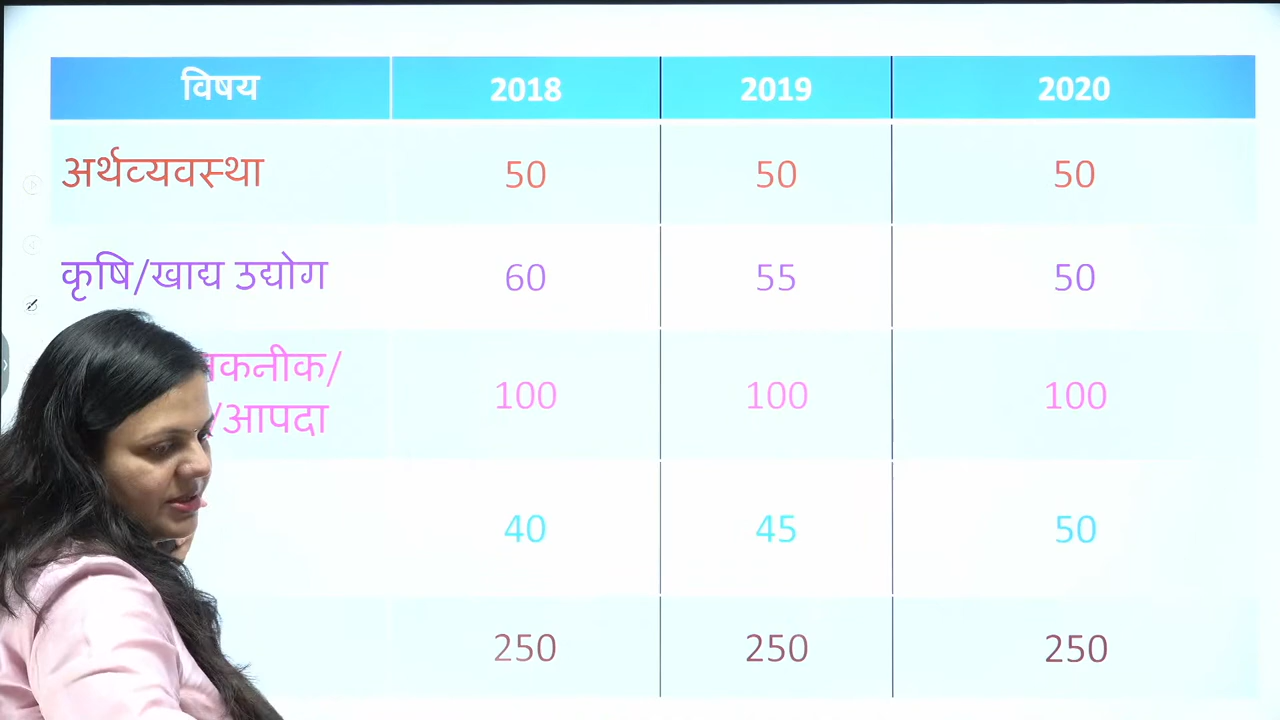 विषय 2018 2019 2020
अर्थव्यवस्था 50 50 50
कृषि/खाद्य उद्योग 60 55 50
तकनीक/
/आपदा 100 100 100
40 45 50
250 250 250